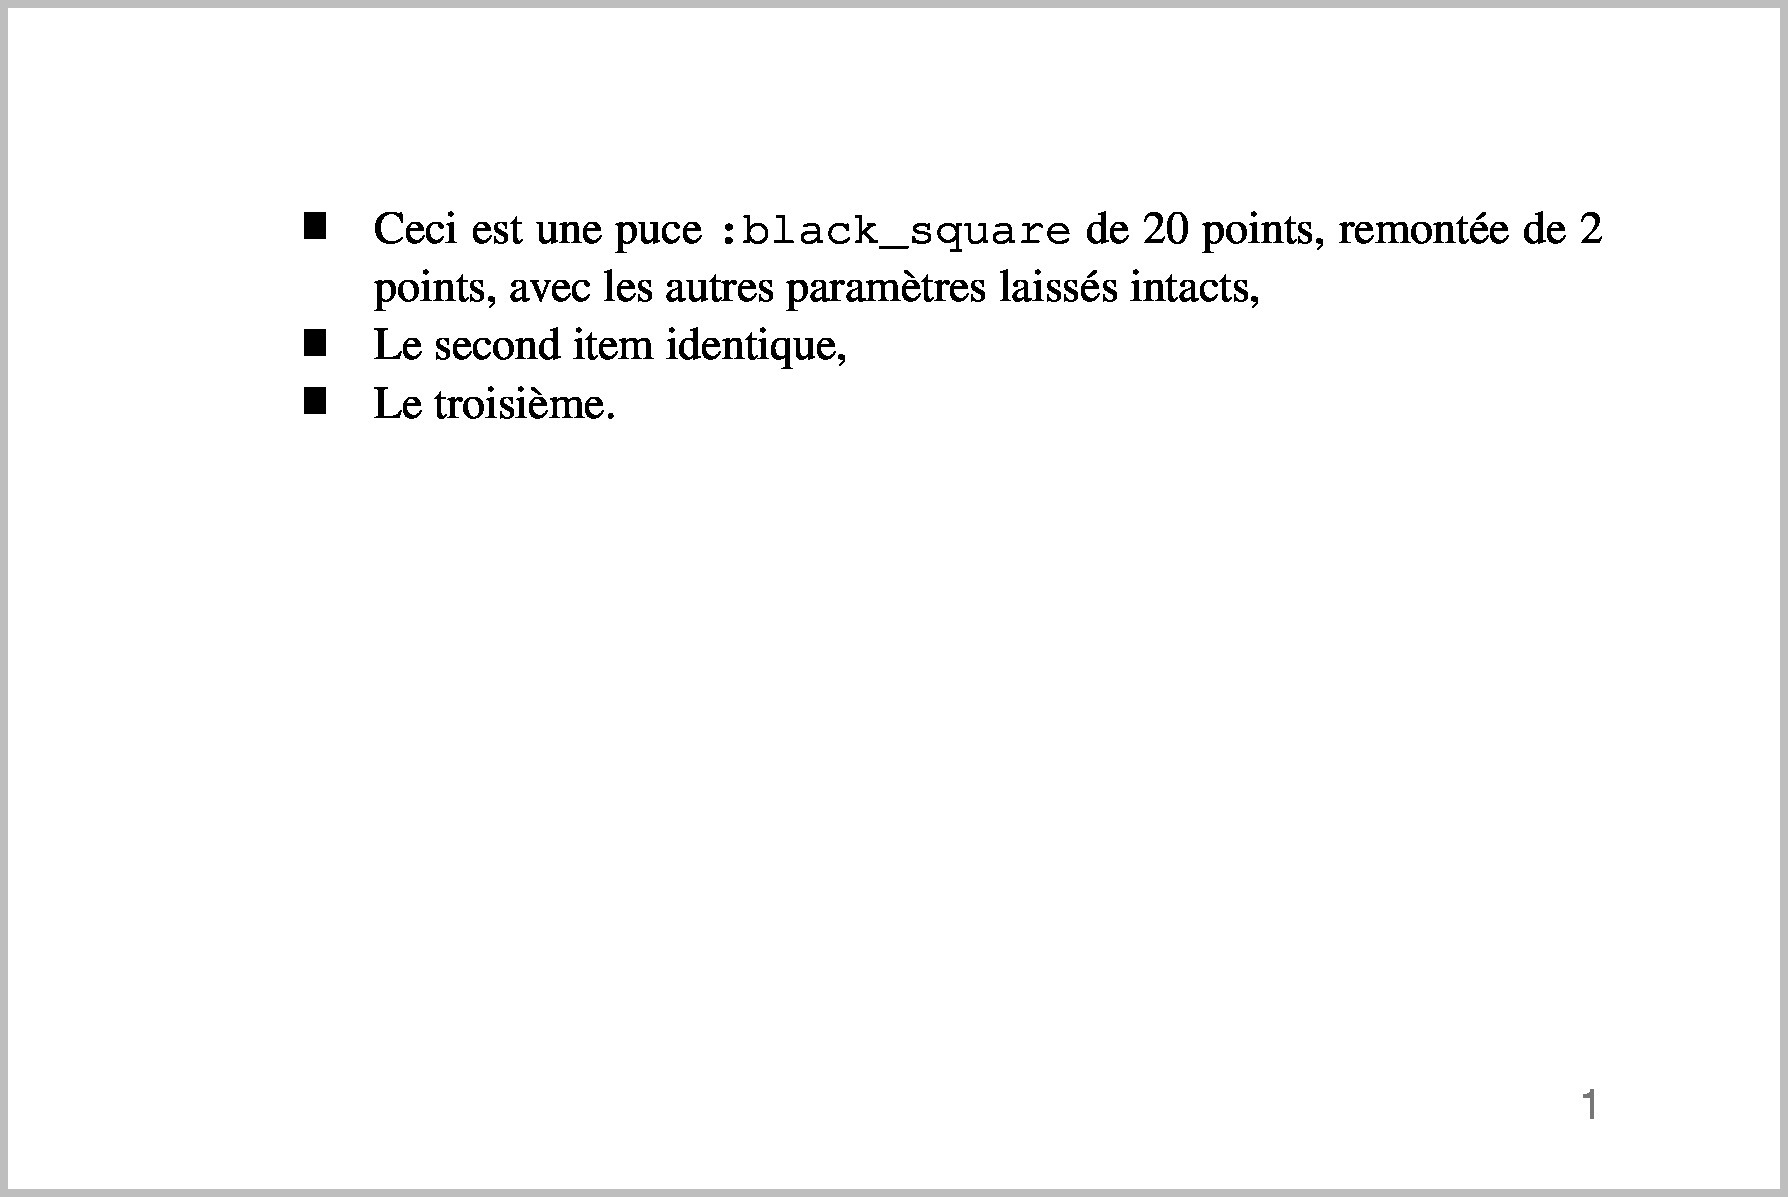 ■ Ceci est une puce :black_square de 20 points, remontée de 2
points, avec les autres paramètres laissés intacts,
■ Le second item identique,
■ Le troisième.
1